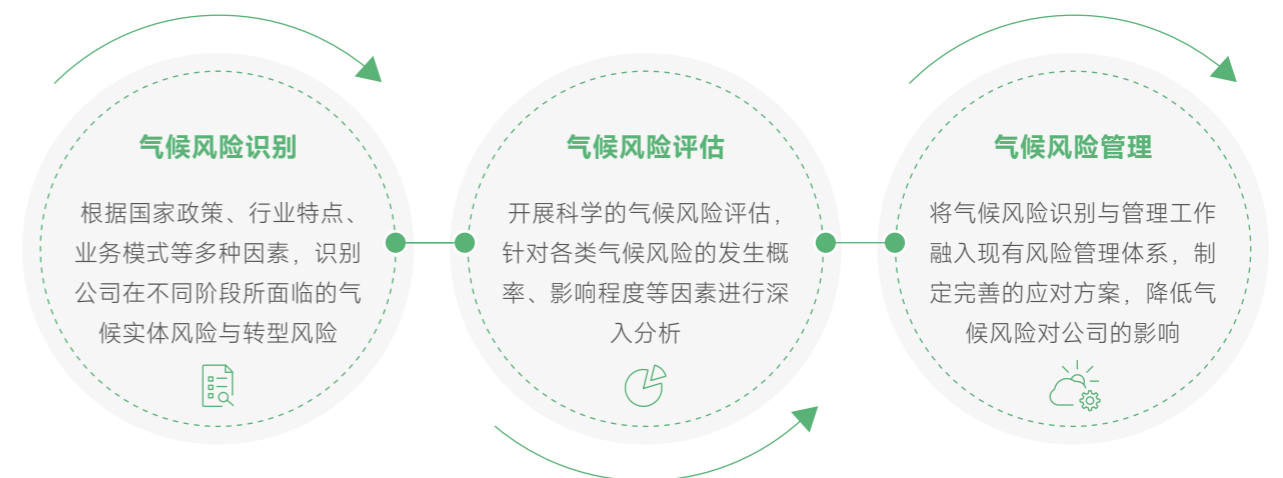 气候风险识别
根据国家政策、行业特点、
业务模式等多种因素，识别
公司在不同阶段所面临的气
候实体风险与转型风险
气候风险评估
开展科学的气候风险评估，
针对各类气候风险的发生概
率、影响程度等因素进行深
入分析
气候风险管理
将气候风险识别与管理工作
融入现有风险管理体系，制
定完善的应对方案，降低气
候风险对公司的影响